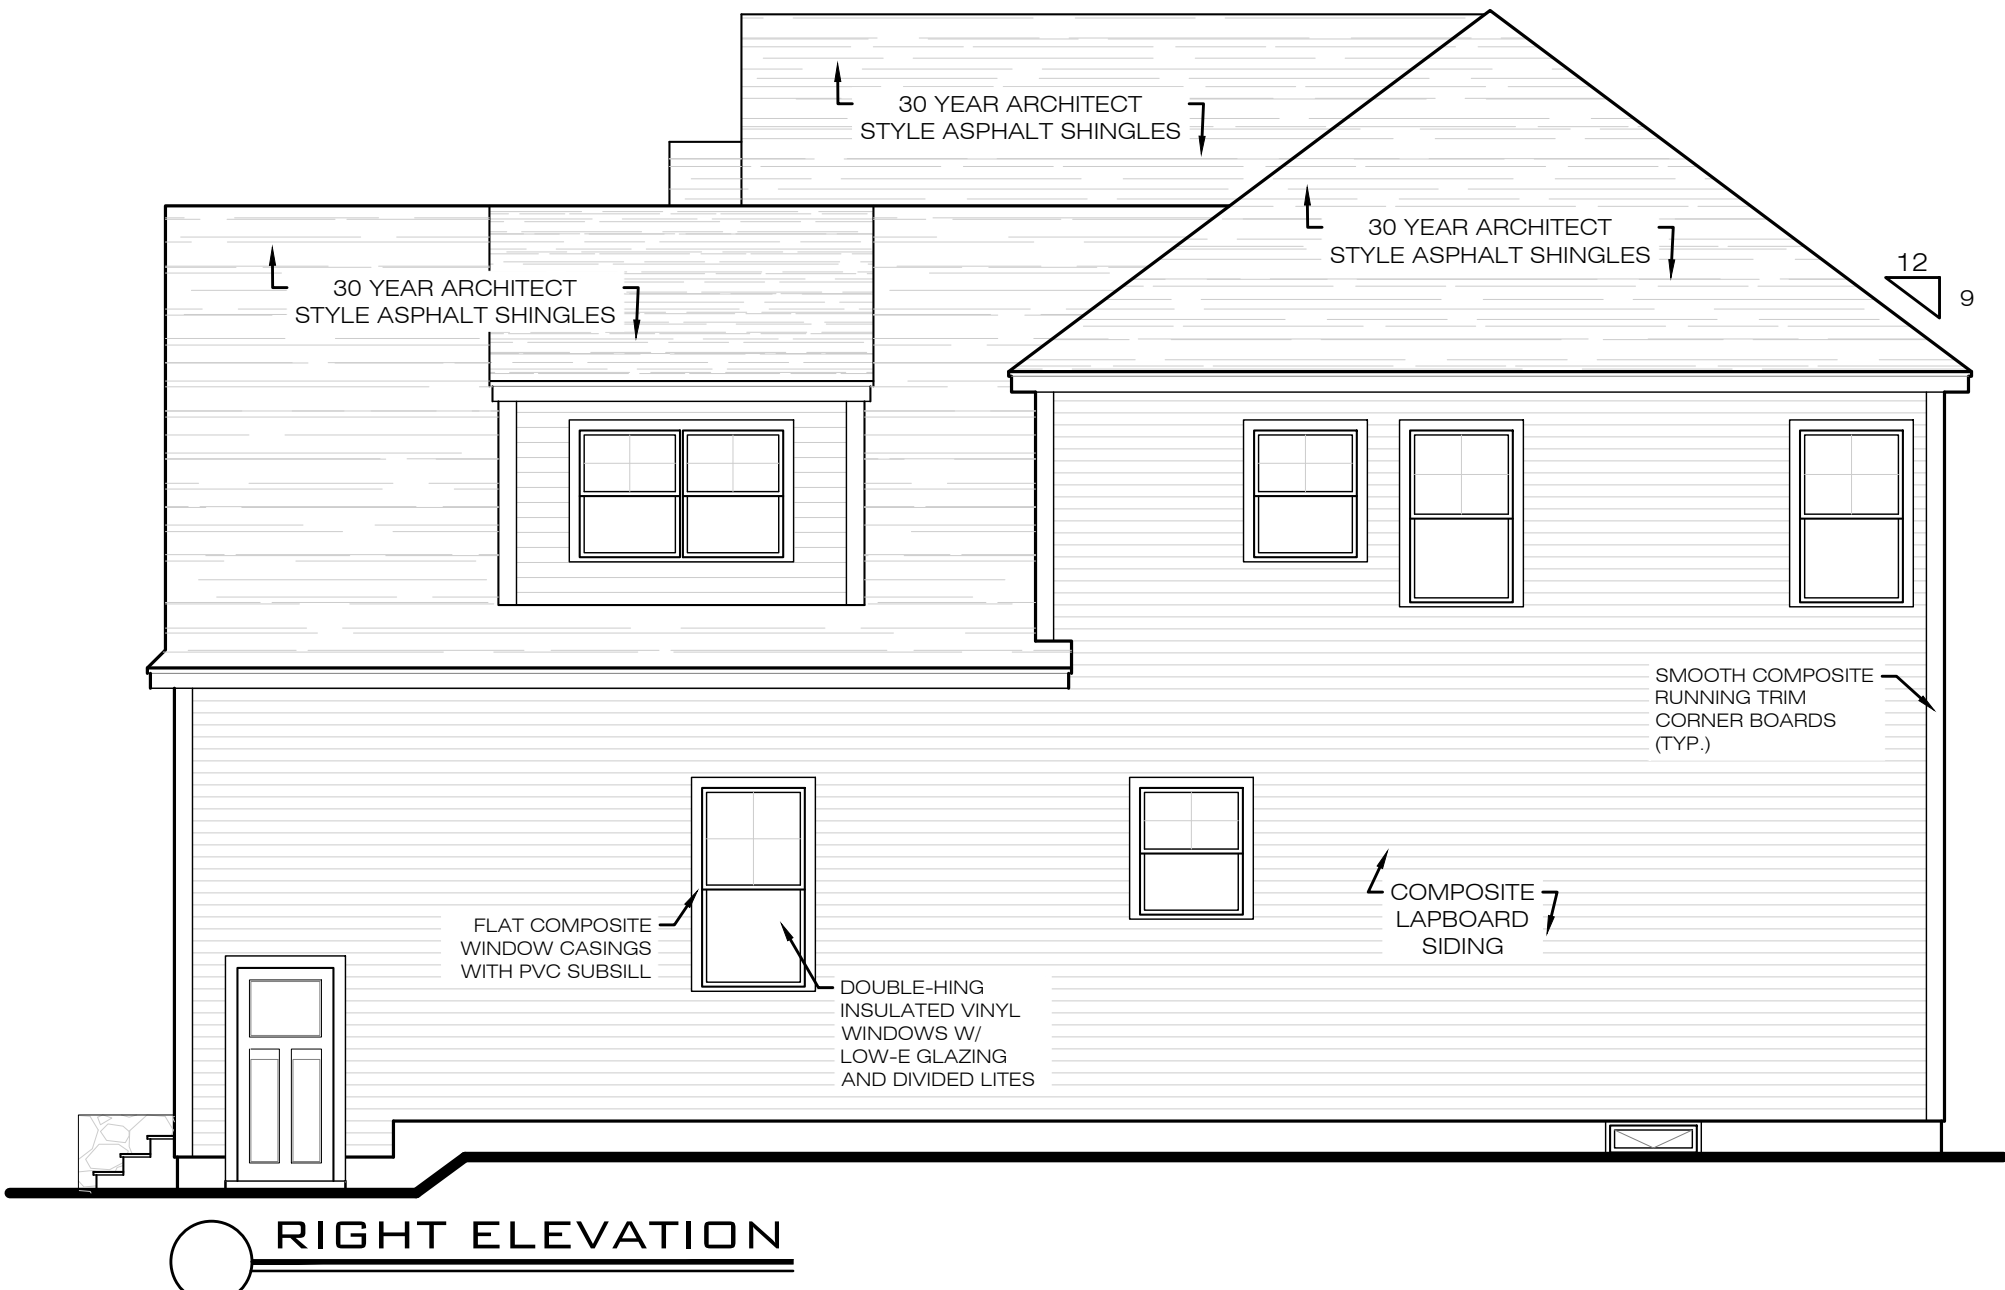 30 YEAR ARCHITECT
STYLE ASPHALT SHINGLES
30 YEAR ARCHITECT
STYLE ASPHALT SHINGLES
12
9
30 YEAR ARCHITECT
STYLE ASPHALT SHINGLES
SMOOTH COMPOSITE
RUNNING TRIM
CORNER BOARDS
(TYP.)
COMPOSITE
LAPBOARD
SIDING
FLAT COMPOSITE
WINDOW CASINGS
WITH PVC SUBSILL
DOUBLE-HING
INSULATED VINYL
WINDOWS W/
LOW-E GLAZING
AND DIVIDED LITES
RIGHT ELEVATION